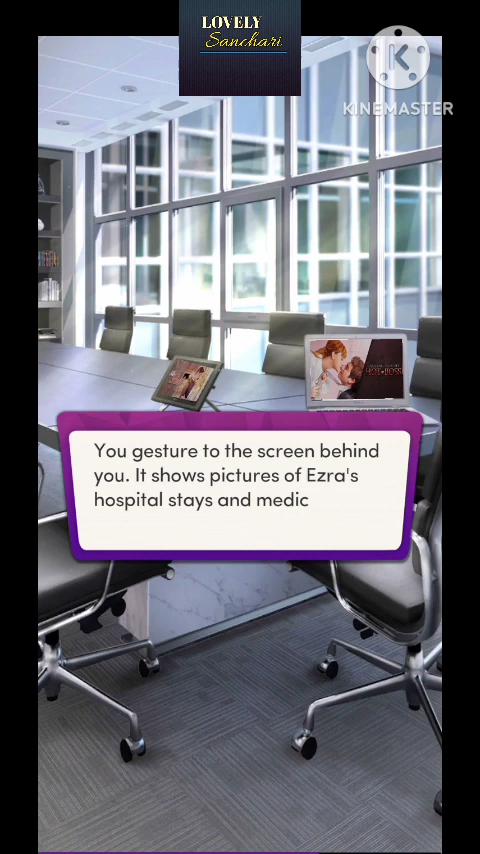 LOVELY
Sanchari
KINEMASTER
You gesture to the screen behind
you. It shows pictures of Ezra's
hospital stays and medic